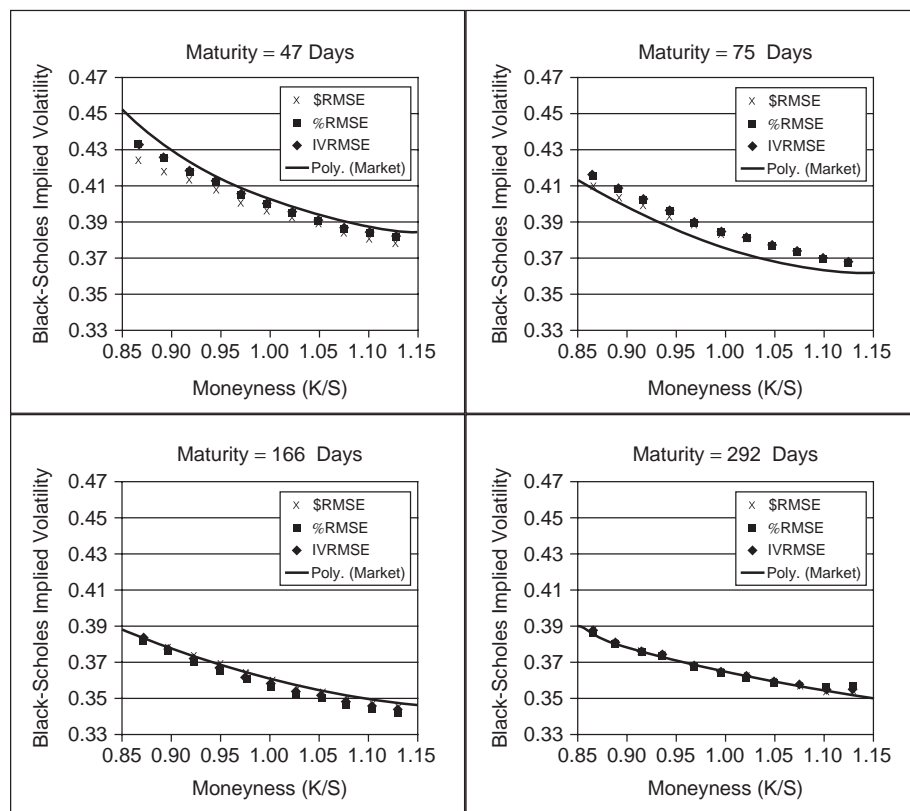 Maturity = 47 Days
Black-Scholes Implied Volatility
0.47
0.45
0.43
0.41
0.39
0.37
0.35
0.33
$RMSE
%RMSE
IVRMSE
Poly. (Market)
0.85 0.90 0.95 1.00 1.05 1.10 1.15
Moneyness (K/S)
Maturity = 75 Days
Black-Scholes Implied Volatility
0.47
0.45
0.43
0.41
0.39
0.37
0.35
0.33
$RMSE
%RMSE
IVRMSE
Poly. (Market)
0.85 0.90 0.95 1.00 1.05 1.10 1.15
Moneyness (K/S)
Maturity = 166 Days
Black-Scholes Implied Volatility
0.47
0.45
0.43
0.41
0.39
0.37
0.35
0.33
$RMSE
%RMSE
IVRMSE
Poly. (Market)
0.85 0.90 0.95 1.00 1.05 1.10 1.15
Moneyness (K/S)
Maturity = 292 Days
Black-Scholes Implied Volatility
0.47
0.45
0.43
0.41
0.39
0.37
0.35
0.33
$RMSE
%RMSE
IVRMSE
Poly. (Market)
0.85 0.90 0.95 1.00 1.05 1.10 1.15
Moneyness (K/S)